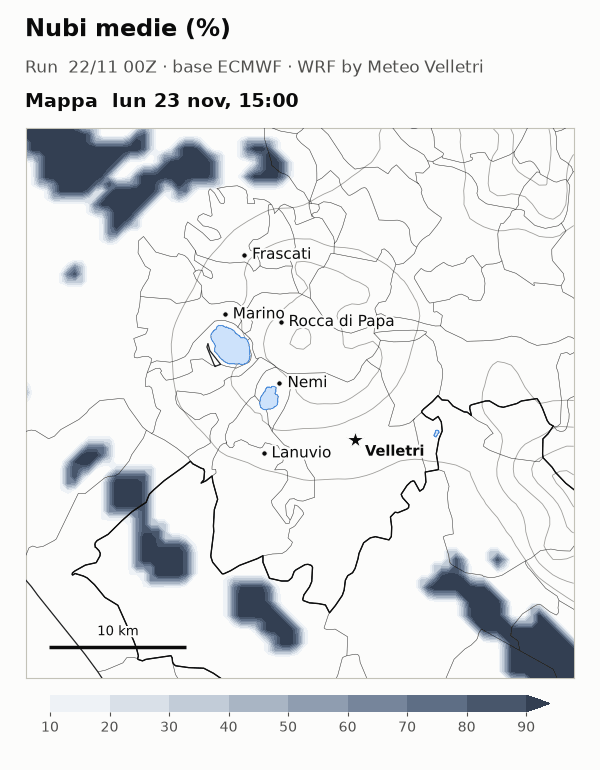 Nubi medie (%)
Run  22/11 00Z · base ECMWF · WRF by Meteo Velletri
Mappa  lun 23 nov, 15:00
Frascati
Marino
Rocca di Papa
Nemi
Velletri
Lanuvio
10 km
10 20 30 40 50 60 70 80 90